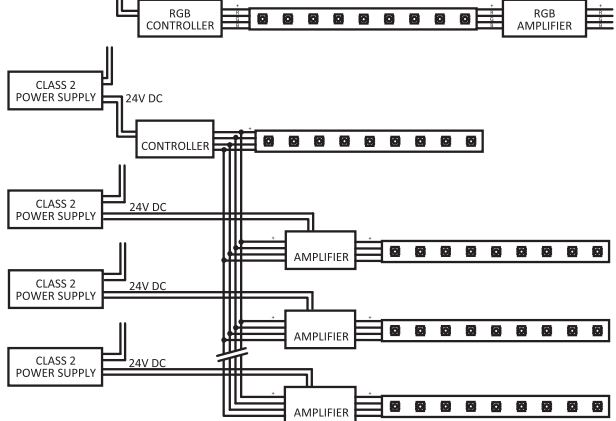 RGB
CONTROLLER
RGB
AMPLIFIER
CLASS 2
POWER SUPPLY
24V DC
CONTROLLER
CLASS 2
POWER SUPPLY
24V DC
AMPLIFIER
CLASS 2
POWER SUPPLY
24V DC
AMPLIFIER
CLASS 2
POWER SUPPLY
24V DC
AMPLIFIER